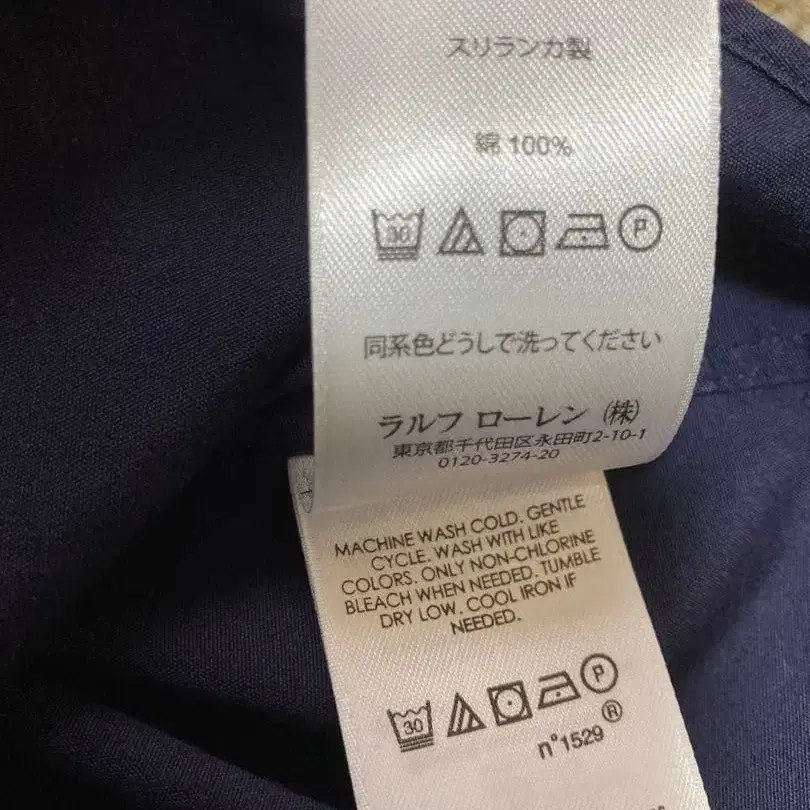 スリランカ製
綿 100%
30 P
同系色どうしで洗ってください
ラルフ ローレン (株)
東京都千代田区永田町2-10-1
0120-3274-20
MACHINE WASH COLD. GENTLE
CYCLE. WASH WITH LIKE
COLORS. ONLY NON-CHLORINE
BLEACH WHEN NEEDED. TUMBLE
DRY LOW. COOL IRON IF
NEEDED.
30 P
n°1529®